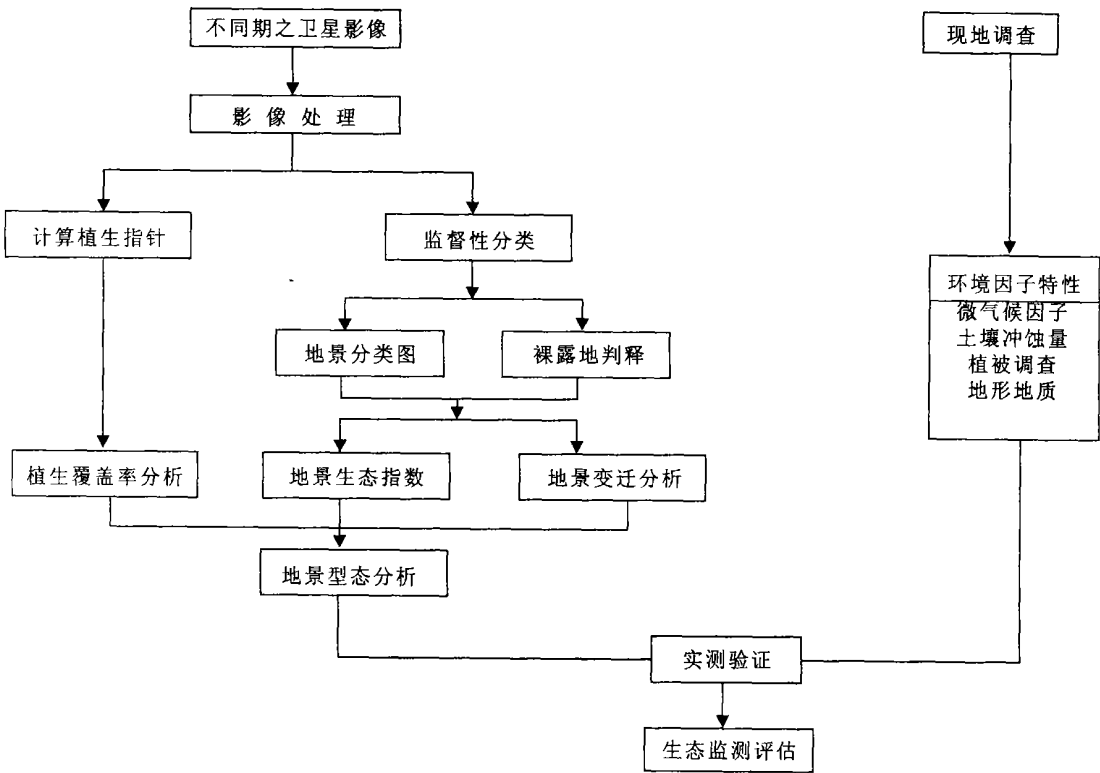 不同期之卫星影像
现地调查
影像处理
计算植生指针
监督性分类
环境因子特性
微气候因子
土壤冲蚀量
植被调查
地形地质
地景分类图
裸露地判释
植生覆盖率分析
地景生态指数
地景变迁分析
地景型态分析
实测验证
生态监测评估